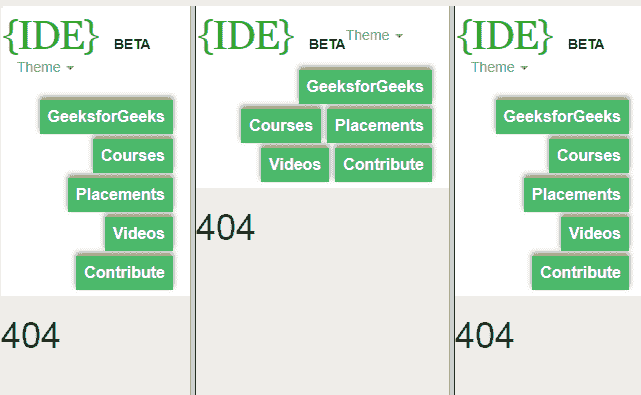 {IDE} BETA
Theme
GeeksforGeeks
Courses
Placements
Videos
Contribute
404
{IDE} BETA Theme
GeeksforGeeks
Courses Placements
Videos Contribute
404
{IDE} BETA
Theme
GeeksforGeeks
Courses
Placements
Videos
Contribute
404